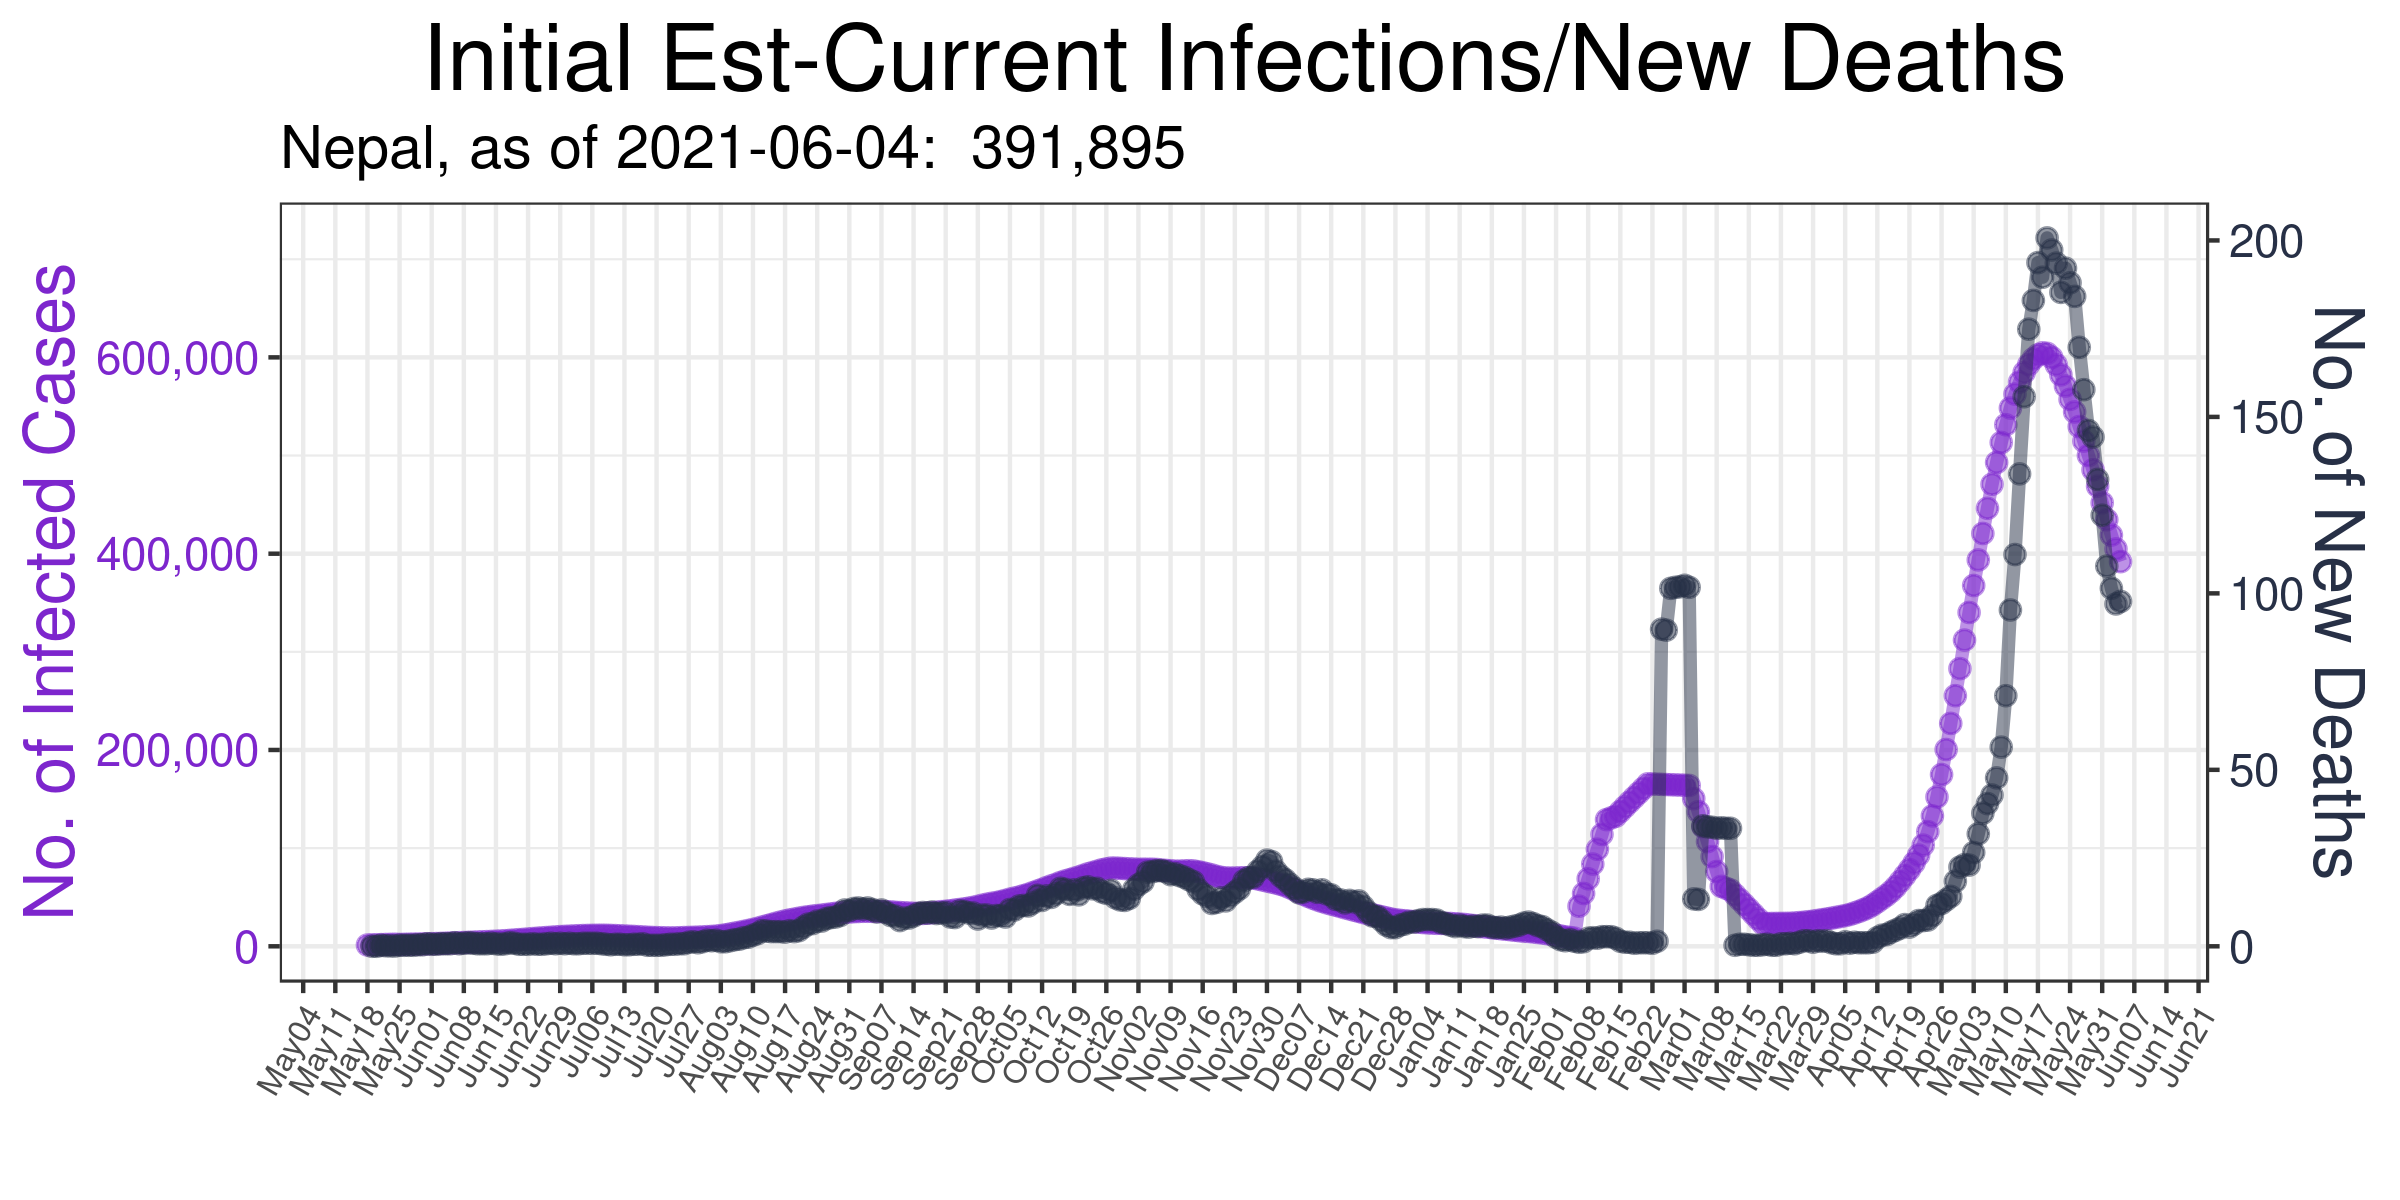 Initial Est-Current Infections/New Deaths
Nepal, as of 2021-06-04:  391,895
No. of Infected Cases
600,000
400,000
200,000
0
200
150
100
50
0
No. of New Deaths
May04
May11
May18
May25
Jun01
Jun08
Jun15
Jun22
Jun29
Jul06
Jul13
Jul20
Jul27
Aug03
Aug10
Aug17
Aug24
Aug31
Sep07
Sep14
Sep21
Sep28
Oct05
Oct12
Oct19
Oct26
Nov02
Nov09
Nov16
Nov23
Nov30
Dec07
Dec14
Dec21
Dec28
Jan04
Jan11
Jan18
Jan25
Feb01
Feb08
Feb15
Feb22
Mar01
Mar08
Mar15
Mar22
Mar29
Apr05
Apr12
Apr19
Apr26
May03
May10
May17
May24
May31
Jun07
Jun14
Jun21